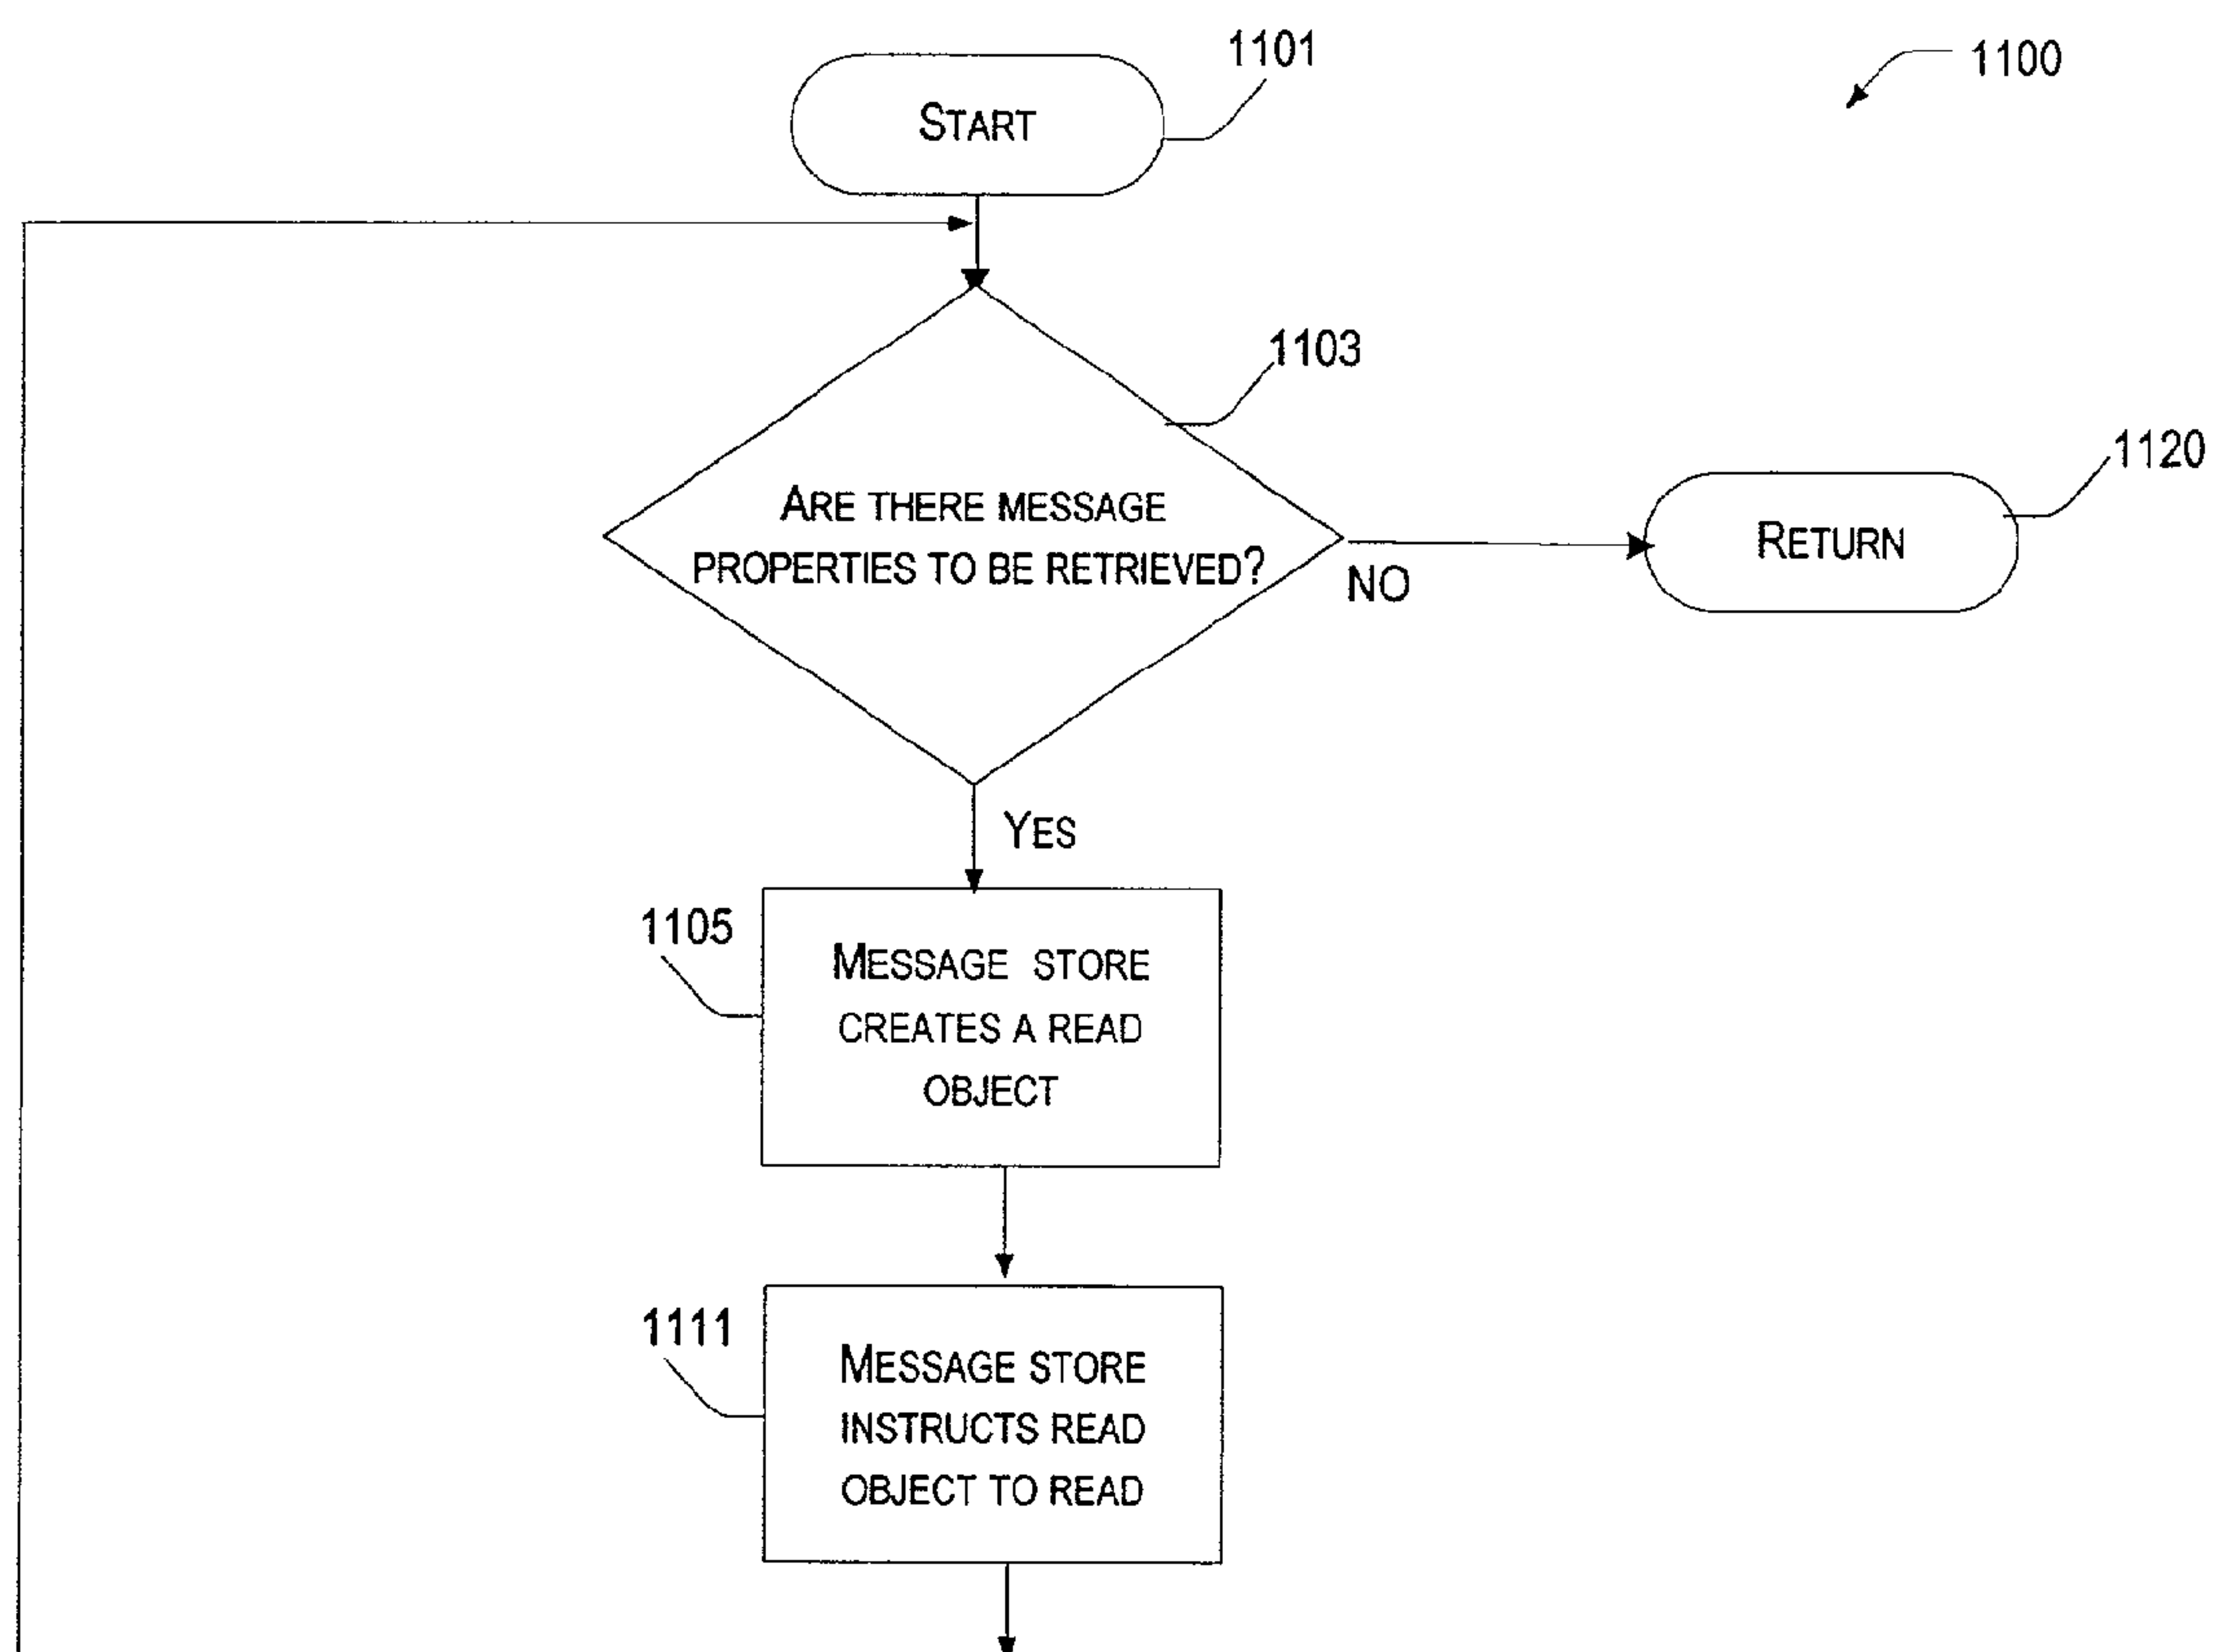 1101
1100
START
1103
ARE THERE MESSAGE
PROPERTIES TO BE RETRIEVED?
NO
1120
RETURN
YES
1105
MESSAGE STORE
CREATES A READ
OBJECT
1111
MESSAGE STORE
INSTRUCTS READ
OBJECT TO READ